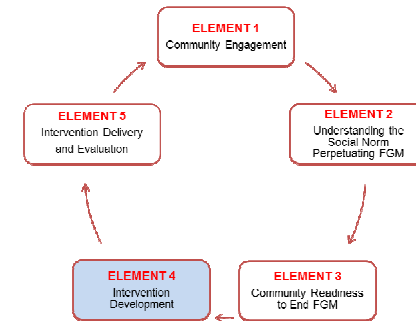 ELEMENT 1
Community Engagement
ELEMENT 2
Understanding the
Social Norm
Perpetuating FGM
ELEMENT 3
Community Readiness
to End FGM
ELEMENT 4
Intervention
Development
ELEMENT 5
Intervention Delivery
and Evaluation